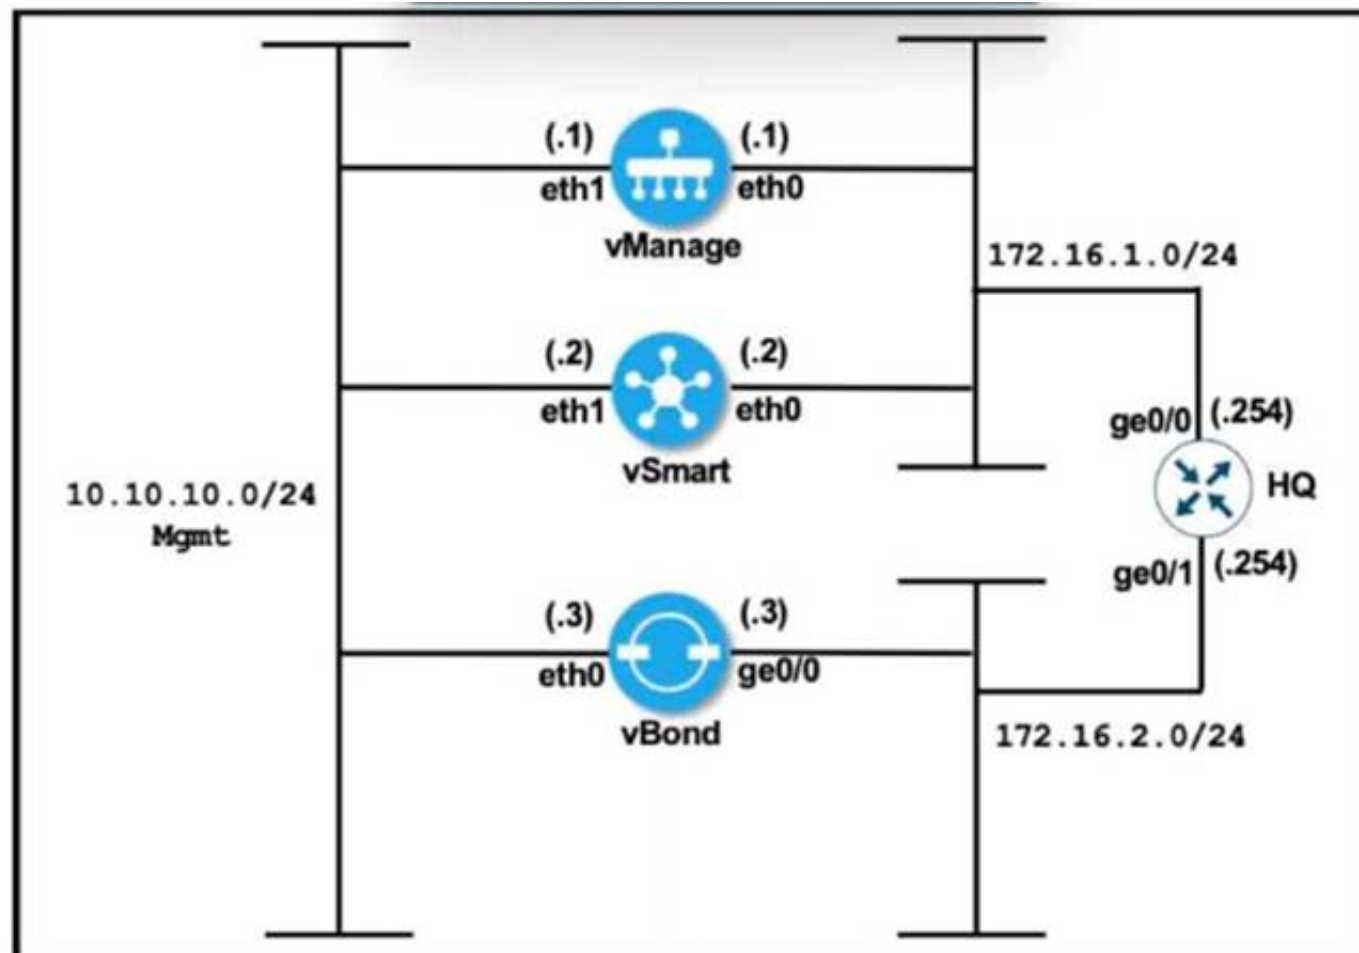 (.1) (.1)
eth1 eth0
vManage
172.16.1.0/24
(.2) (.2)
eth1 eth0
ge0/0 (.254)
vSmart
HQ
10.10.10.0/24
Mgmt
ge0/1 (.254)
(.3) (.3)
eth0 ge0/0
vBond
172.16.2.0/24